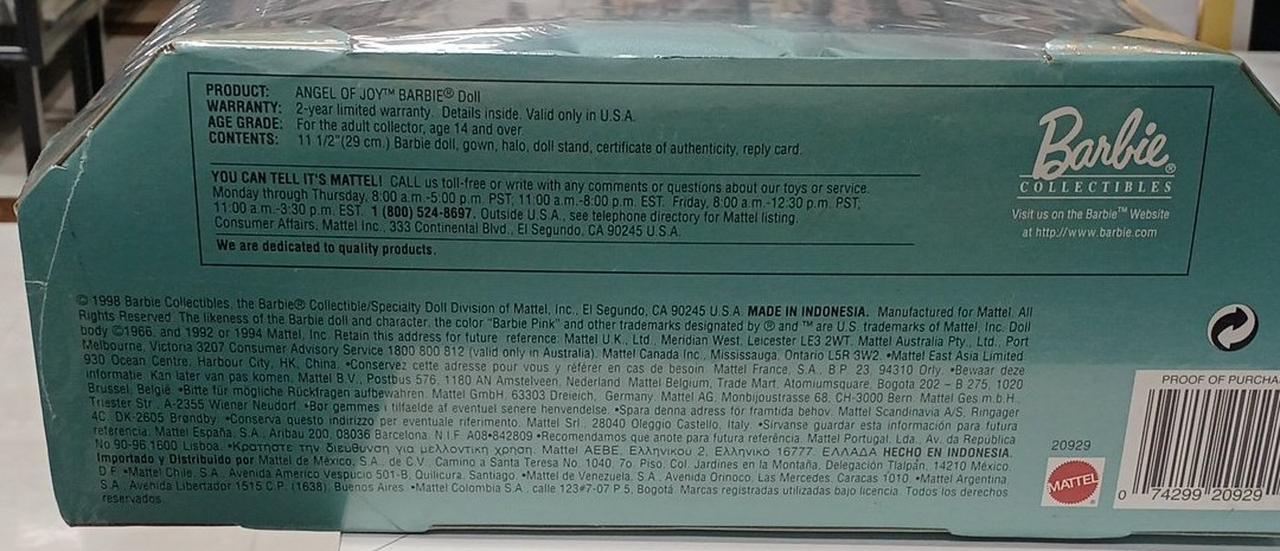 PRODUCT: ANGEL OF JOY™ BARBIE® Doll
WARRANTY: 2-year limited warranty. Details inside. Valid only in U.S.A.
AGE GRADE: For the adult collector, age 14 and over.
CONTENTS: 11 1/2"(29 cm.) Barbie doll, gown, halo, doll stand, certificate of authenticity, reply card.
YOU CAN TELL IT'S MATTEL! CALL us toll-free or write with any comments or questions about our toys or service.
Monday through Thursday, 8:00 a.m.-5:00 p.m. PST, 11:00 a.m.-8:00 p.m. EST. Friday, 8:00 a.m.-12:30 p.m. PST,
11:00 a.m.-3:30 p.m. EST. 1 (800) 524-8697. Outside U.S.A., see telephone directory for Mattel listing.
Consumer Affairs, Mattel Inc., 333 Continental Blvd., El Segundo, CA 90245 U.S.A.
We are dedicated to quality products.
Barbie®
COLLECTIBLES
Visit us on the Barbie™ Website
at http://www.barbie.com
© 1998 Barbie Collectibles, the Barbie® Collectible/Specialty Doll Division of Mattel, Inc., El Segundo, CA 90245 U.S.A. MADE IN INDONESIA. Manufactured for Mattel. All
Rights Reserved. The likeness of the Barbie doll and character, the color "Barbie Pink" and other trademarks designated by ® and ™ are U.S. trademarks of Mattel, Inc. Doll
body ©1966, and 1992 or 1994 Mattel, Inc. Retain this address for future reference: Mattel U.K., Ltd., Meridian West, Leicester LE3 2WT. Mattel Australia Pty., Ltd., Port
Melbourne, Victoria 3207 Consumer Advisory Service 1800 800 812 (valid only in Australia). Mattel Canada Inc., Mississauga, Ontario L5R 3W2. •Mattel East Asia Limited
930 Ocean Centre, Harbour City, HK, China. •Conservez cette adresse pour vous y référer en cas de besoin Mattel France, S.A., B.P. 23, 94310 Orly. •Bewaar deze
informatie. Kan later van pas komen. Mattel B.V., Postbus 576, 1180 AN Amstelveen, Nederland. Mattel Belgium, Trade Mart, Atomiumsquare, Bogota 202 – B 275, 1020
Brussel, België. •Bitte für mögliche Rückfragen aufbewahren. Mattel GmbH, 63303 Dreieich, Germany. Mattel AG, Monbijoustrasse 68, CH-3000 Bern. Mattel Ges.m.b.H.,
Triester Str., A-2355 Wiener Neudorf. •Bør gemmes i tilfælde af eventuel senere henvendelse. •Spara denna adress för framtida behov. Mattel Scandinavia A/S, Ringager
4C, DK-2605 Brøndby. •Conserva questo indirizzo per eventuale riferimento. Mattel Srl., 28040 Oleggio Castello, Italy. •Sírvanse guardar esta información para futura
referencia. Mattel España, S.A., Aribau 200, 08036 Barcelona. N.I.F. A08•842809 •Recomendamos que anote para futura referência. Mattel Portugal, Lda., Av. da República
No 90-96,1600 Lisboa. •Κρατηστε την διευθυνση για μελλοντικη χρηση. Mattel AEBE, Ελληνικου 2, Ελληνικο 16777, ΕΛΛΑΔΑ HECHO EN INDONESIA.
Importado y Distribuido por Mattel de México, S.A., de C.V. Camino a Santa Teresa No. 1040, 7o. Piso, Col. Jardines en la Montaña, Delegación Tlalpán, 14210 México,
D.F. •Mattel Chile, S.A., Avenida Américo Vespucio 501-B, Quilicura, Santiago. •Mattel de Venezuela, S.A., Avenida Orinoco, Las Mercedes, Caracas 1010. •Mattel Argentina,
S.A., Avenida Libertador 1515 C.P. (1638), Buenos Aires. •Mattel Colombia S.A., calle 123#7-07 P.5, Bogotá. Marcas registradas utilizadas bajo licencia. Todos los derechos
reservados.
20929
MATTEL
PROOF OF PURCHA
0 74299 20929